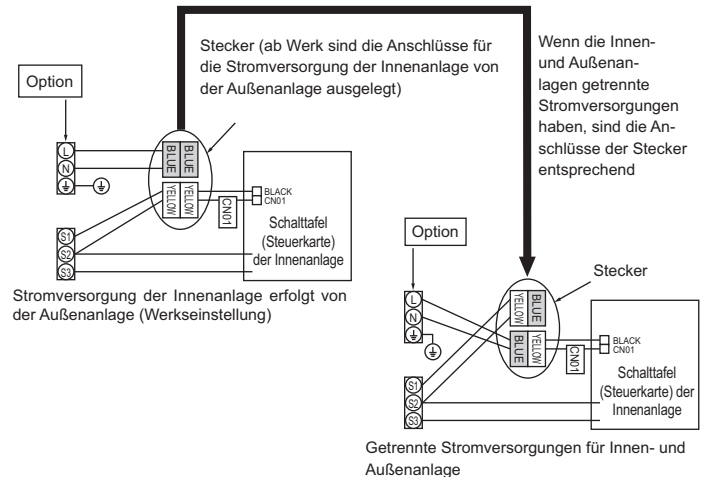 Stecker (ab Werk sind die Anschlüsse für
die Stromversorgung der Innenanlage von
der Außenanlage ausgelegt)
Wenn die Innen-
und Außenan-
lagen getrennte
Stromversorgungen
haben, sind die An-
schlüsse der Stecker
entsprechend
Option
L
N
BLUE
BLUE
YELLOW
YELLOW
BLACK
CN01
CN01
S1
S2
S3
Schalttafel
(Steuerkarte)
der Innenanlage
Stromversorgung der Innenanlage erfolgt von
der Außenanlage (Werkseinstellung)
Option
Stecker
L
N
YELLOW
BLUE
BLUE
YELLOW
BLACK
CN01
CN01
S1
S2
S3
Schalttafel
(Steuerkarte) der
Innenanlage
Getrennte Stromversorgungen für Innen- und
Außenanlage